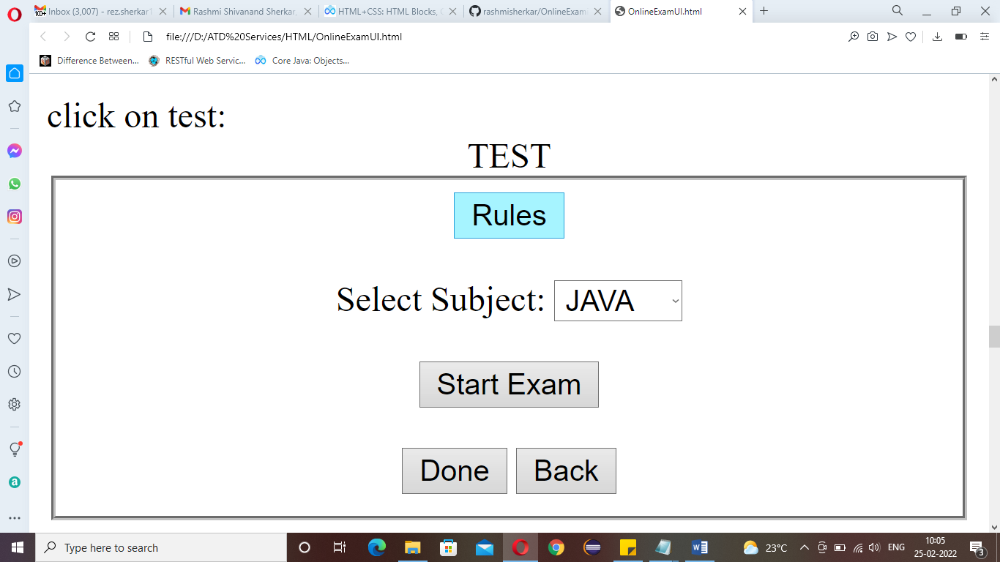 100+
Inbox (3,007) - rez.sherkar1
Rashmi Shivanand Sherkar
HTML+CSS: HTML Blocks,
rashmisherkar/OnlineExam
OnlineExamUI.html
file:///D:/ATD%20Services/HTML/OnlineExamUI.html
Difference Between...
RESTful Web Servic...
Core Java: Objects...
click on test:
TEST
Rules
Select Subject: JAVA
Start Exam
Done Back
Type here to search
23°C
ENG
10:05
25-02-2022
3